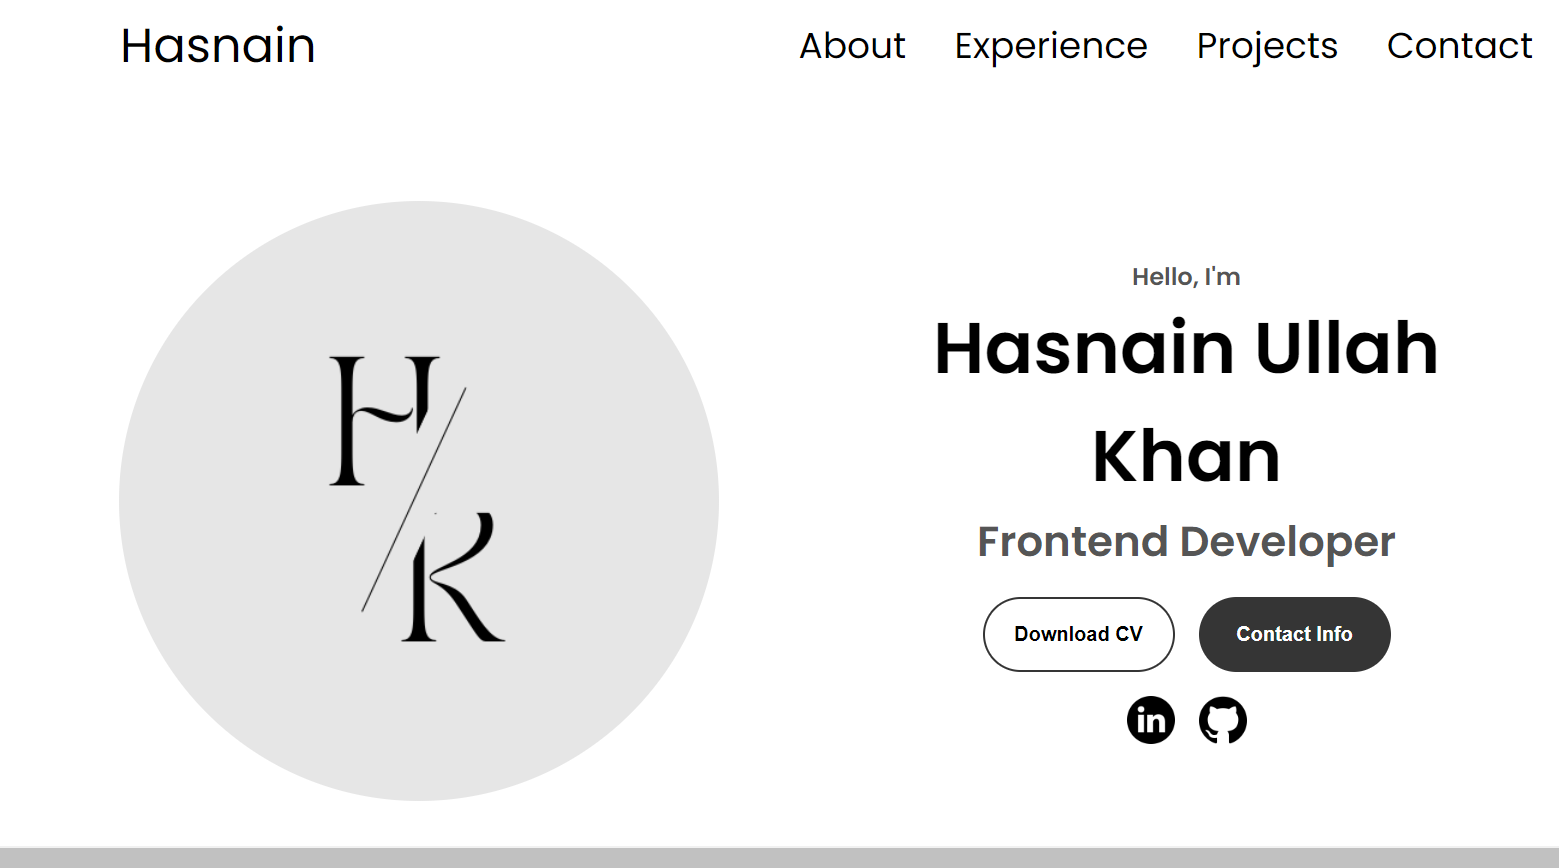 Hasnain
About Experience Projects Contact
H
K
Hello, I'm
Hasnain Ullah
Khan
Frontend Developer
Download CV
Contact Info
in